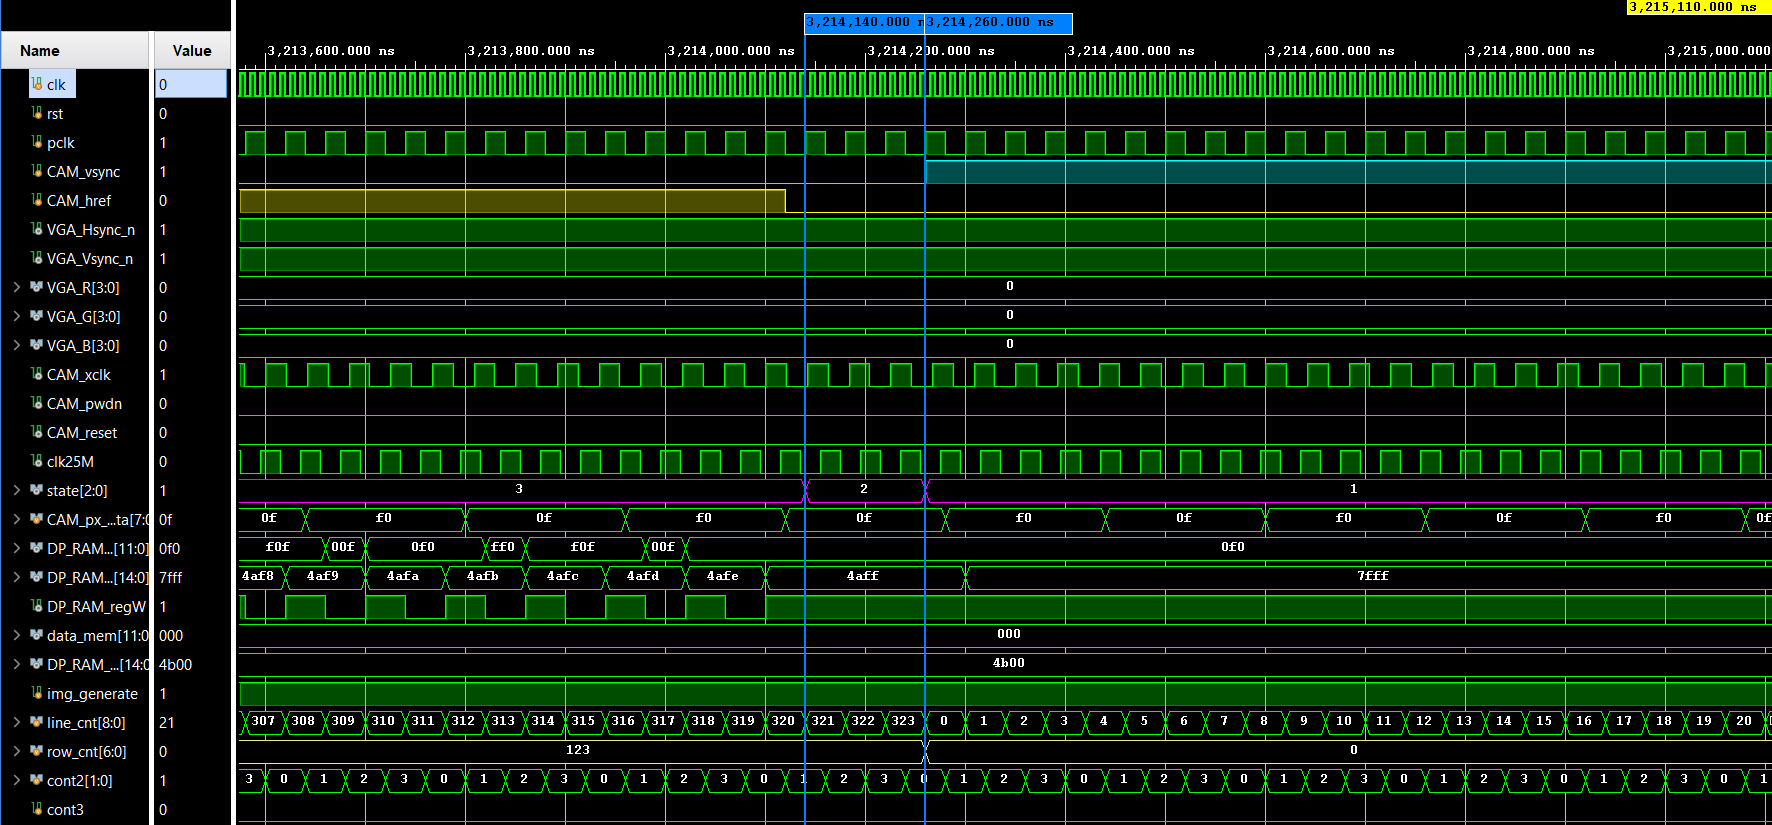 3,215,110.000 ns
3,214,140.000 n 3,214,260.000 ns
Name Value 3,213,600.000 ns 3,213,800.000 ns 3,214,000.000 ns 3,214,200.000 ns 3,214,400.000 ns 3,214,600.000 ns 3,214,800.000 ns 3,215,000.000
clk 0
rst 0
pclk 1
CAM_vsync 1
CAM_href 0
VGA_Hsync_n 1
VGA_Vsync_n 1
VGA_R[3:0] 0 0
VGA_G[3:0] 0 0
VGA_B[3:0] 0 0
CAM_xclk 1
CAM_pwdn 0
CAM_reset 0
clk25M 0
state[2:0] 1 3 2 1
CAM_px_...ta[7:0 0f 0f f0 0f f0 0f f0 0f f0 0f f0 0f
DP_RAM...[11:0] 0f0 f0f 00f 0f0 ff0 f0f 00f 0f0
DP_RAM...[14:0] 7fff 4af8 4af9 4afa 4afb 4afc 4afd 4afe 4aff 7fff
DP_RAM_regW 1
data_mem[11:0 000 000
DP_RAM_...[14:0 4b00 4b00
img_generate 1
line_cnt[8:0] 21 307 308 309 310 311 312 313 314 315 316 317 318 319 320 321 322 323 0 1 2 3 4 5 6 7 8 9 10 11 12 13 14 15 16 17 18 19 20
row_cnt[6:0] 0 123 0
cont2[1:0] 1 3 0 1 2 3 0 1 2 3 0 1 2 3 0 1 2 3 0 1 2 3 0 1 2 3 0 1 2 3 0 1 2 3 0 1 2 3 0 1
cont3 0